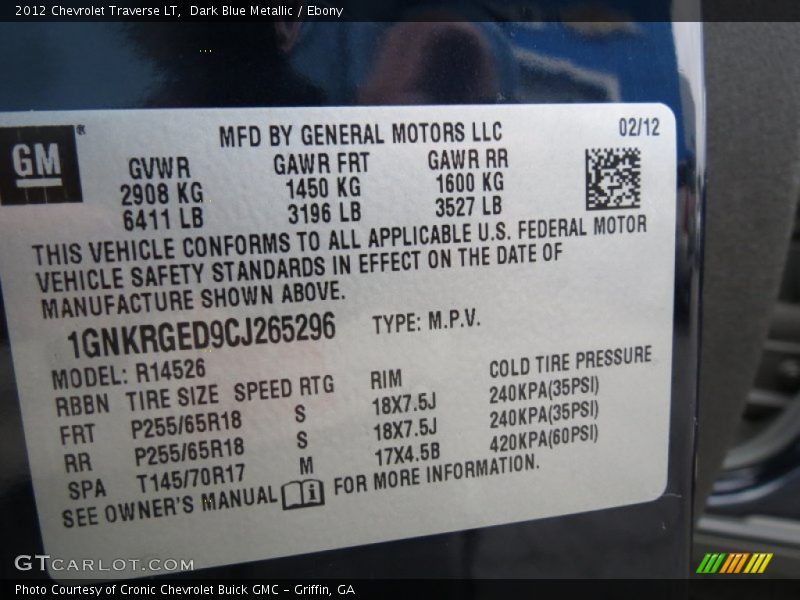 2012 Chevrolet Traverse LT, Dark Blue Metallic / Ebony
GM®
MFD BY GENERAL MOTORS LLC
02/12
GVWR GAWR FRT GAWR RR
2908 KG 1450 KG 1600 KG
6411 LB 3196 LB 3527 LB
THIS VEHICLE CONFORMS TO ALL APPLICABLE U.S. FEDERAL MOTOR
VEHICLE SAFETY STANDARDS IN EFFECT ON THE DATE OF
MANUFACTURE SHOWN ABOVE.
1GNKRGED9CJ265296 TYPE: M.P.V.
MODEL: R14526
RBBN TIRE SIZE SPEED RTG RIM COLD TIRE PRESSURE
FRT P255/65R18 S 18X7.5J 240KPA(35PSI)
RR P255/65R18 S 18X7.5J 240KPA(35PSI)
SPA T145/70R17 M 17X4.5B 420KPA(60PSI)
SEE OWNER'S MANUAL FOR MORE INFORMATION.
GTCARLOT.COM
Photo Courtesy of Cronic Chevrolet Buick GMC - Griffin, GA